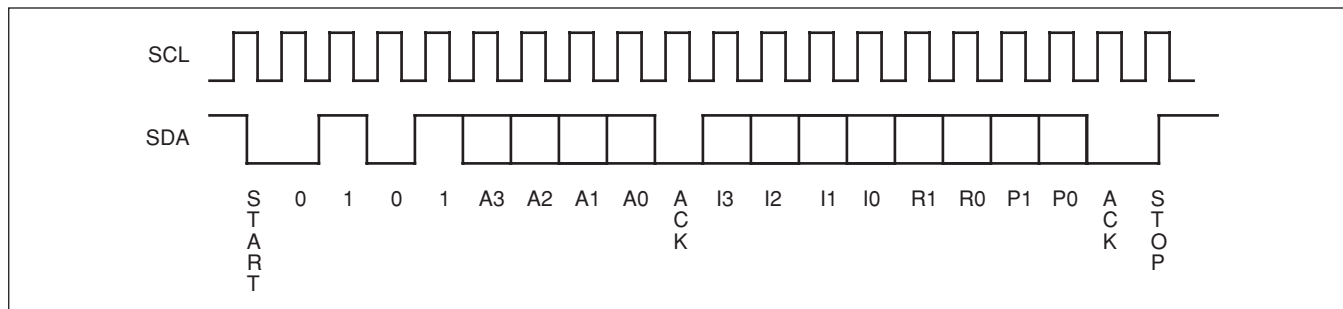 SCL
SDA
START 0 1 0 1 A3 A2 A1 A0 ACK I3 I2 I1 I0 R1 R0 P1 P0 ACK STOP